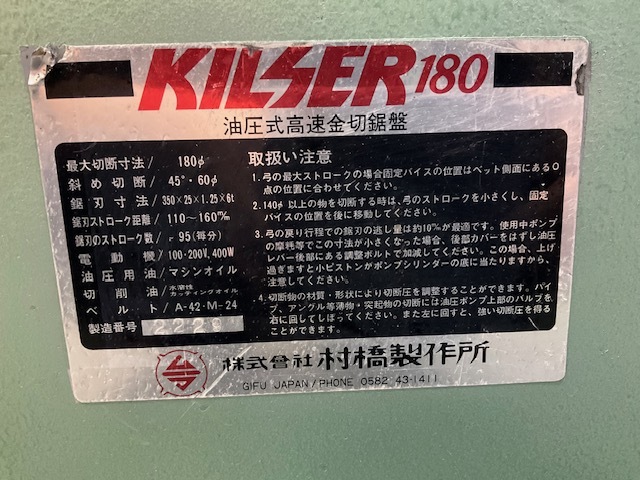 KILSER 180
油圧式高速金切鋸盤
最大切断寸法/ 180φ
斜め切断/ 45°・60φ
鋸刃寸法/ 350×25×1.25×6t
鋸刃ストローク距離/ 110～160㎜
鋸刃のストローク数/ r 95(毎分)
電動機/ 100・200V,400W
油圧用油/ マシンオイル
切削油/ 水溶性カッティングオイル
ベルト/ A-42・M-24
製造番号
取扱い注意
1. 弓の最大ストロークの場合固定バイスの位置はベット側面にある○
点の位置に合わせてください。
2. 140φ以上の物を切断する時は、弓のストロークを小さくし、固定
バイスの位置を後に移動してください。
3. 弓の戻り行程での鋸刃の逃し量は約10%が最適です。使用中ポンプ
の摩耗等でこの寸法が小さくなった場合、後部カバーをはずし油圧
レバー後部にある調整ボルトで加減してください。この場合、上げ
過ぎますと小ピストンがポンプシリンダーの底に当たりますから、
注意してください。
4. 切断物の材質・形状により切断圧を調整することができます。パイ
プ、アングル等薄物・突起物の切断には油圧ポンプ上部のバルブを
右に回してしぼってください。また左に回すと、強い切断圧を得る
ことができます。
株式會社 村橋製作所
GIFU JAPAN/PHONE 0582 43-1411